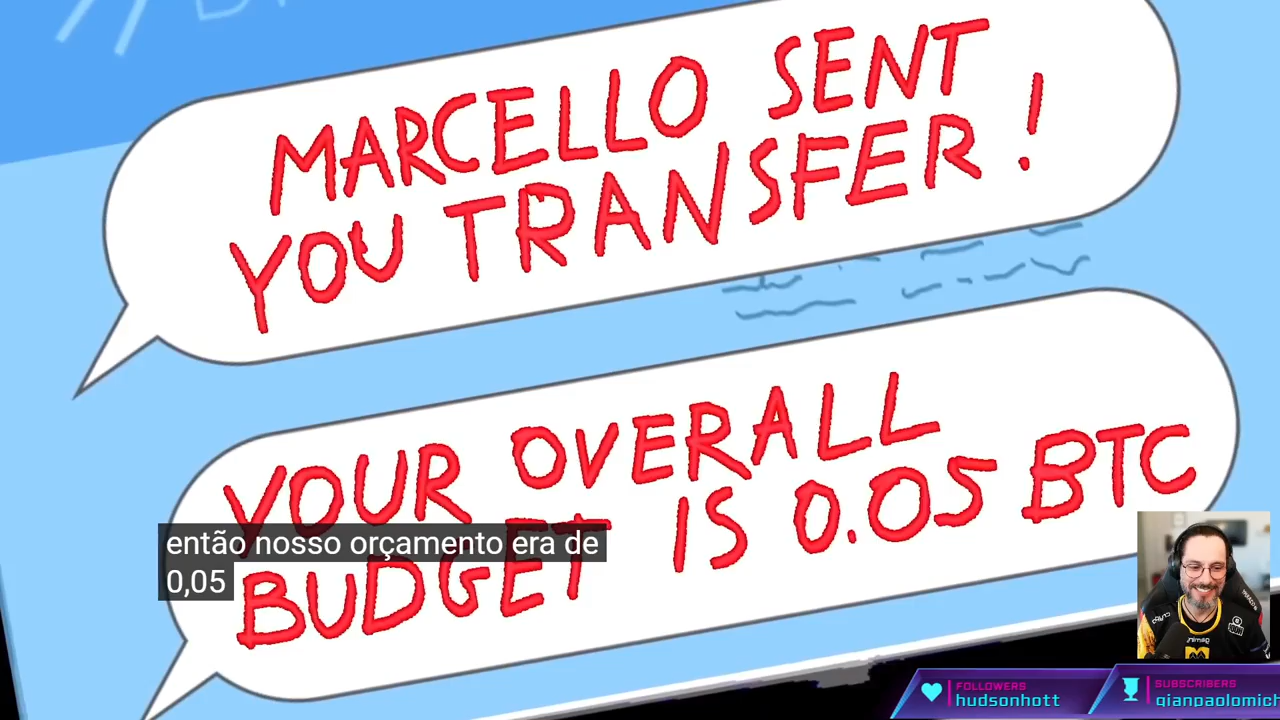 MARCELLO SENT
YOU TRANSFER!
YOUR OVERALL
BUDGET IS 0.05 BTC
então nosso orçamento era de
0,05
FOLLOWERS
hudsonhott
SUBSCRIBERS
gianpaolomich